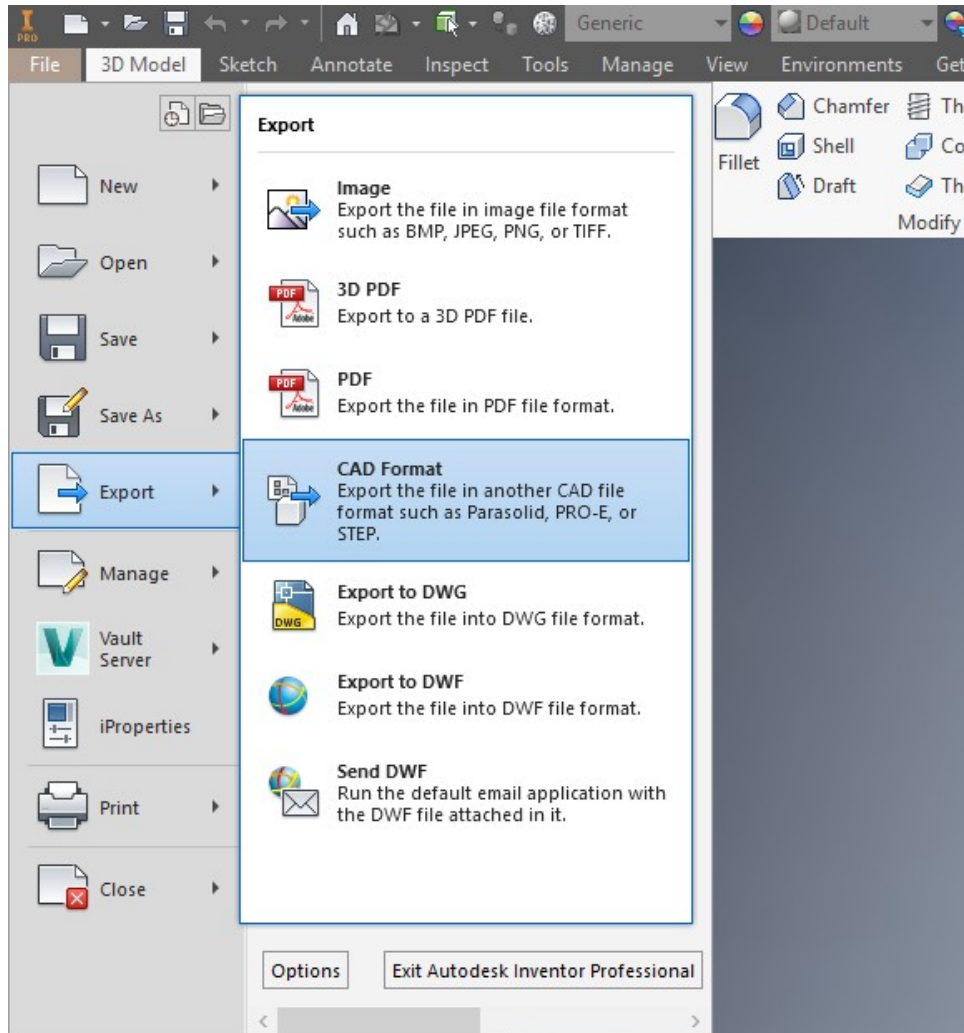 PRO
Generic
Default
File 3D Model Sketch Annotate Inspect Tools Manage View Environments Get
Export
New
Open
Save
Save As
Export
Manage
Vault
Server
iProperties
Print
Close
Image
Export the file in image file format
such as BMP, JPEG, PNG, or TIFF.
PDF
Adobe
3D PDF
Export to a 3D PDF file.
PDF
Adobe
PDF
Export the file in PDF file format.
CAD Format
Export the file in another CAD file
format such as Parasolid, PRO-E, or
STEP.
DWG
Export to DWG
Export the file into DWG file format.
Export to DWF
Export the file into DWF file format.
Send DWF
Run the default email application with
the DWF file attached in it.
Options
Exit Autodesk Inventor Professional
Fillet
Chamfer Th
Shell Co
Draft Th
Modify